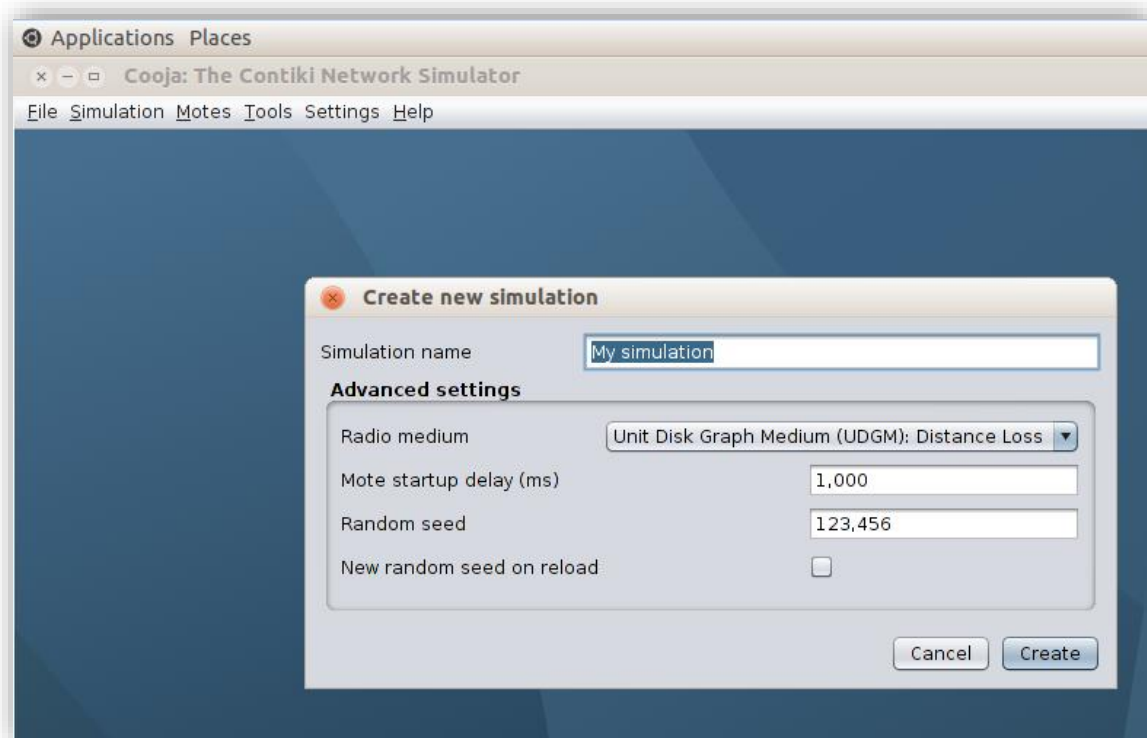 Applications Places
Cooja: The Contiki Network Simulator
File Simulation Motes Tools Settings Help
Create new simulation
Simulation name My simulation
Advanced settings
Radio medium Unit Disk Graph Medium (UDGM): Distance Loss
Mote startup delay (ms) 1,000
Random seed 123,456
New random seed on reload
Cancel Create